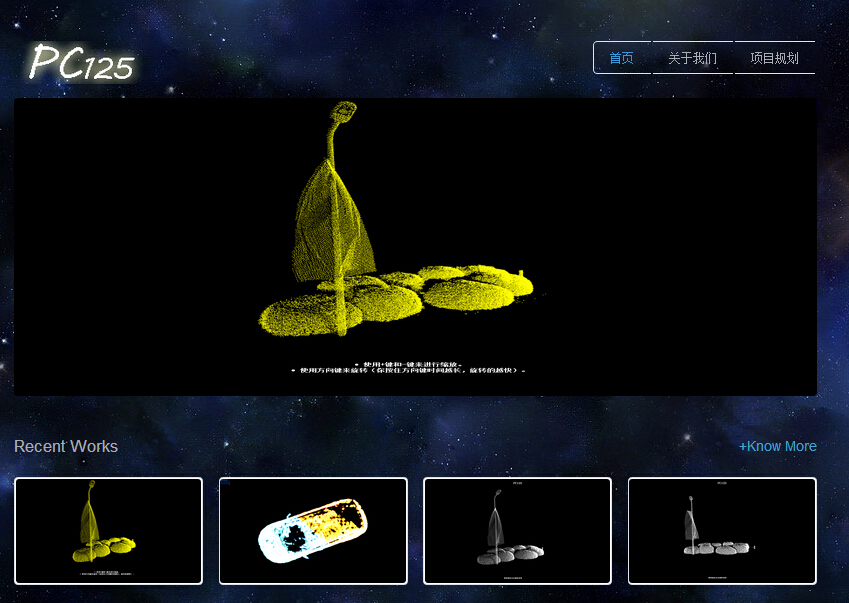 PC125
首页 关于我们 项目规划
• 使用+键和-键来进行缩放。
• 使用方向键来旋转（你按住方向键时间越长，旋转的越快）。
Recent Works +Know More